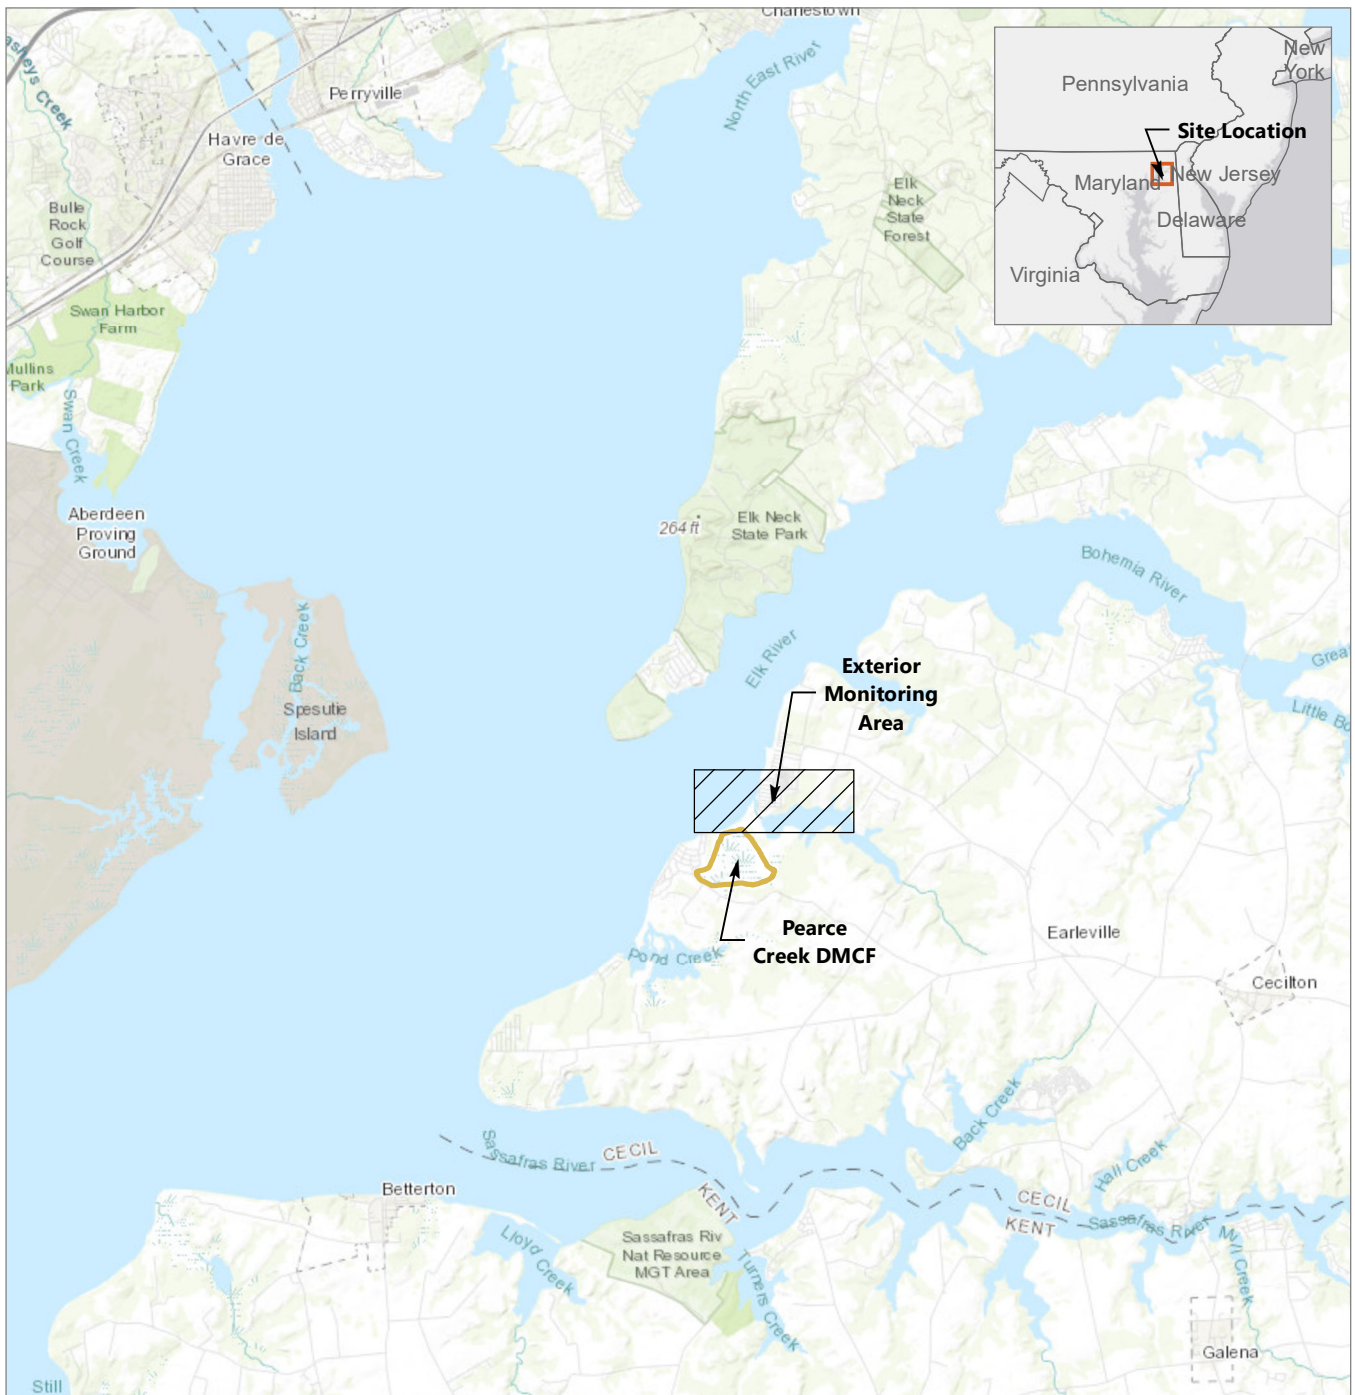 Charlestown
asheys Creek
Perryville
North East River
Havre de
Grace
Bulle
Rock
Golf
Course
Elk
Neck
State
Forest
New
York
Pennsylvania
Site Location
Maryland
New Jersey
Delaware
Virginia
Swan Harbor
Farm
Mullins
Park
Swan Creek
Aberdeen
Proving
Ground
264 ft
Elk Neck
State Park
Bohemia River
Back Creek
Spesutie
Island
Elk River
Exterior
Monitoring
Area
Grea
Little Bo
Pearce
Creek DMCF
Pond Creek
Earleville
Cecilton
Back Creek
Hall Creek
Sassafras River
CECIL
KENT
CECIL
KENT
Sassafras River
Betterton
Lloyd Creek
Sassafras Riv
Nat Resource
MGT Area
Turners Creek
Mill Creek
Galena
Still